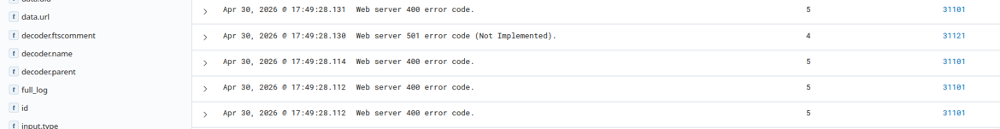 data.uid
t data.url
t decoder.ftscomment
t decoder.name
t decoder.parent
t full_log
t id
t input.type
Apr 30, 2026 @ 17:49:28.131 Web server 400 error code. 5 31101
Apr 30, 2026 @ 17:49:28.130 Web server 501 error code (Not Implemented). 4 31121
Apr 30, 2026 @ 17:49:28.114 Web server 400 error code. 5 31101
Apr 30, 2026 @ 17:49:28.112 Web server 400 error code. 5 31101
Apr 30, 2026 @ 17:49:28.112 Web server 400 error code. 5 31101